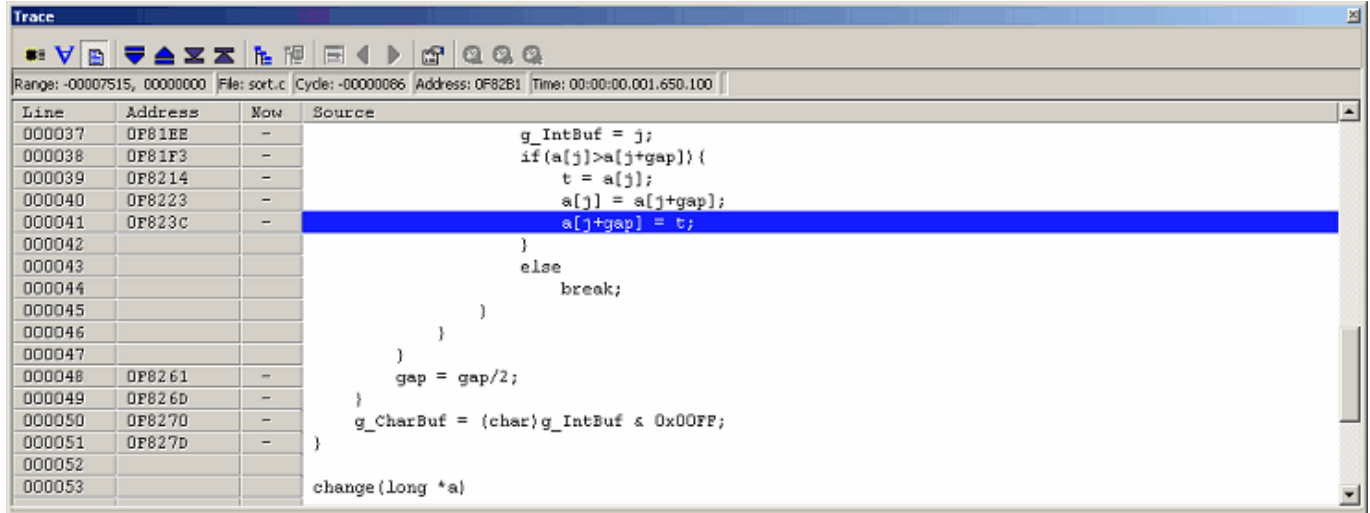 Trace
Range: -00007515, 00000000 File: sort.c Cycle: -00000086 Address: 0F82B1 Time: 00:00:00.001.650.100
Line Address Now Source
000037 0F81EE - g_IntBuf = j;
000038 0F81F3 - if(a[j]>a[j+gap]){
000039 0F8214 - t = a[j];
000040 0F8223 - a[j] = a[j+gap];
000041 0F823C - a[j+gap] = t;
000042 }
000043 else
000044 break;
000045 }
000046 }
000047 }
000048 0F8261 - gap = gap/2;
000049 0F826D - }
000050 0F8270 - g_CharBuf = (char)g_IntBuf & 0x00FF;
000051 0F827D - }
000052
000053 change(long *a)